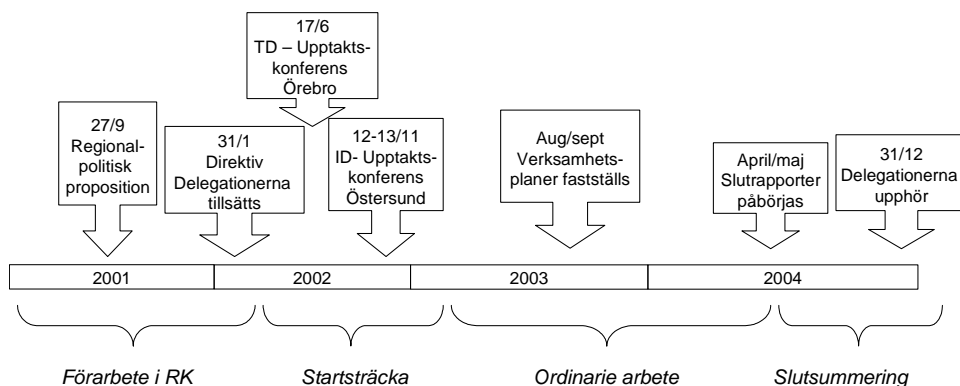 17/6
TD – Upptakts-
konferens
Örebro
27/9
Regional-
politisk
proposition
31/1
Direktiv
Delegationerna
tillsätts
12-13/11
ID- Upptakts-
konferens
Östersund
Aug/sept
Verksamhets-
planer fastställs
April/maj
Slutrapporter
påbörjas
31/12
Delegationerna
upphör
2001
2002
2003
2004
Förarbete i RK
Startsträcka
Ordinarie arbete
Slutsummering